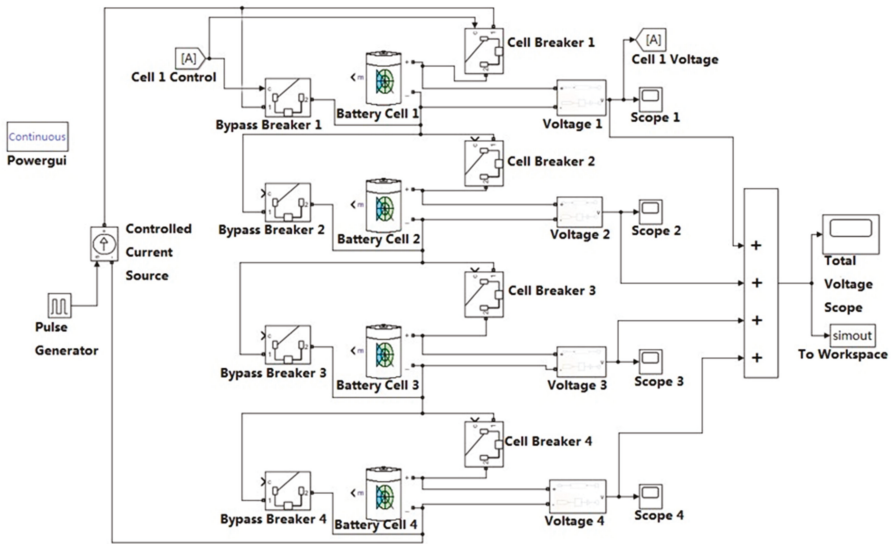 Cell Breaker 1
[A]
Cell 1 Control
[A]
Cell 1 Voltage
Bypass Breaker 1
Battery Cell 1
Voltage 1
Scope 1
Continuous
Powergui
Cell Breaker 2
Bypass Breaker 2
Battery Cell 2
Voltage 2
Scope 2
Controlled
Current
Source
Total
Voltage
Scope
Cell Breaker 3
Pulse
Generator
simout
To Workspace
Bypass Breaker 3
Battery Cell 3
Voltage 3
Scope 3
Cell Breaker 4
Bypass Breaker 4
Battery Cell 4
Voltage 4
Scope 4